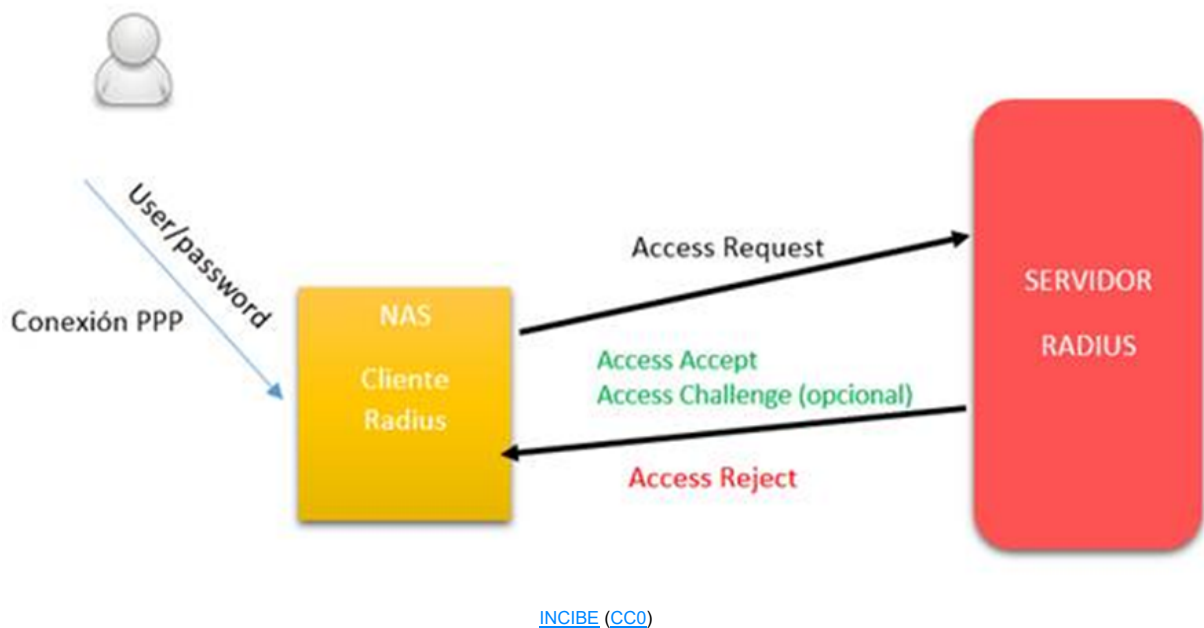 User/password
Conexión PPP
NAS
Cliente
Radius
Access Request
Access Accept
Access Challenge (opcional)
Access Reject
SERVIDOR
RADIUS
INCIBE (CC0)